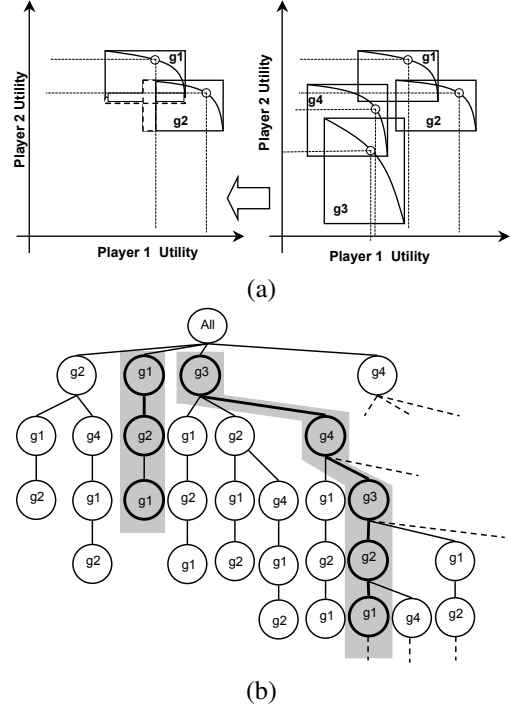 Player 2 Utility
g1
g2
Player 1 Utility
Player 2 Utility
g1
g4
g2
g3
Player 1 Utility
(a)
All
g2 g1 g3 g4
g1 g4 g2 g1 g2 g4
g2 g1 g1 g2 g1 g4 g1 g3
g2 g1 g2 g1 g2 g2 g1
g2 g1 g1 g4 g2
(b)